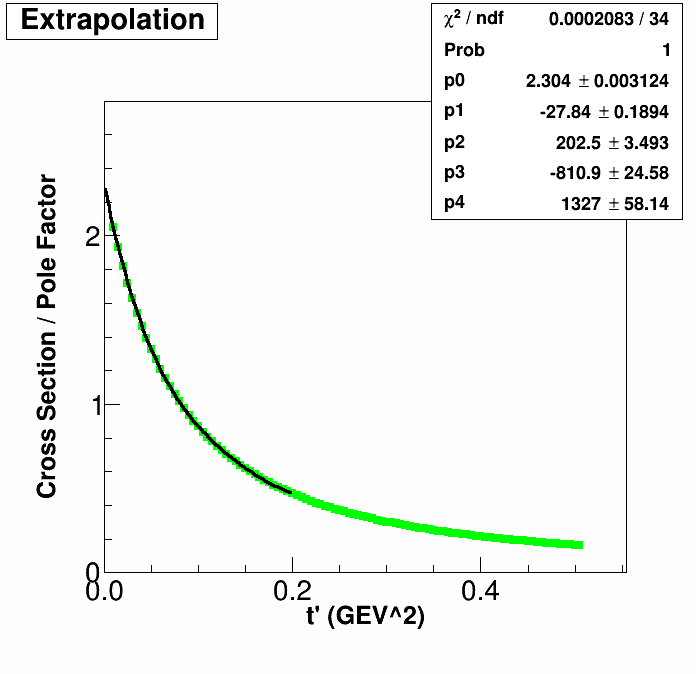 Extrapolation
χ² / ndf 0.0002083 / 34
Prob 1
p0 2.304 ± 0.003124
p1 -27.84 ± 0.1894
p2 202.5 ± 3.493
p3 -810.9 ± 24.58
p4 1327 ± 58.14
Cross Section / Pole Factor
2
1
0
0.0 0.2 0.4
t' (GEV^2)